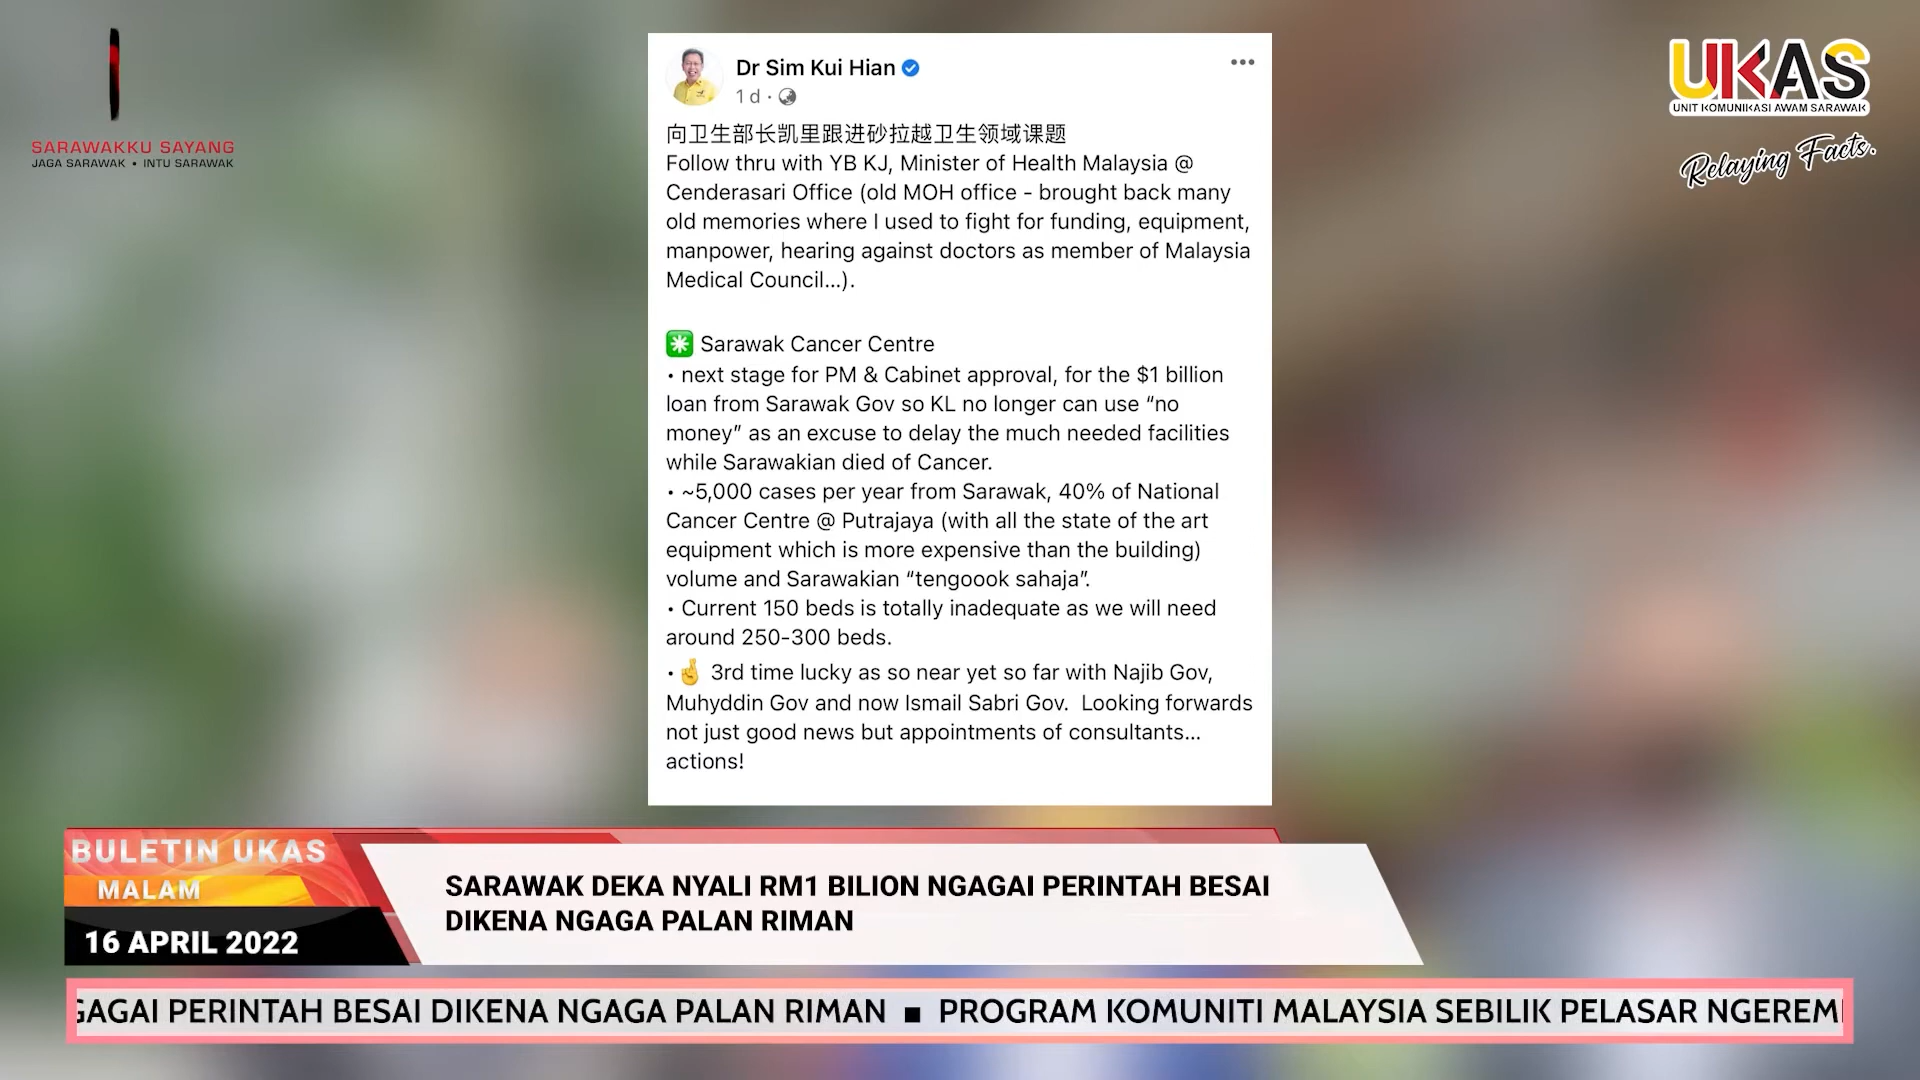 SARAWAKKU SAYANG
JAGA SARAWAK • INTU SARAWAK
UKAS
UNIT KOMUNIKASI AWAM SARAWAK
Relaying Facts.
Dr Sim Kui Hian
1 d ·
向卫生部长凯里跟进砂拉越卫生领域课题
Follow thru with YB KJ, Minister of Health Malaysia @
Cenderasari Office (old MOH office - brought back many
old memories where I used to fight for funding, equipment,
manpower, hearing against doctors as member of Malaysia
Medical Council...).
✳️ Sarawak Cancer Centre
• next stage for PM & Cabinet approval, for the $1 billion
loan from Sarawak Gov so KL no longer can use “no
money” as an excuse to delay the much needed facilities
while Sarawakian died of Cancer.
• ~5,000 cases per year from Sarawak, 40% of National
Cancer Centre @ Putrajaya (with all the state of the art
equipment which is more expensive than the building)
volume and Sarawakian “tengoook sahaja”.
• Current 150 beds is totally inadequate as we will need
around 250-300 beds.
•🤞 3rd time lucky as so near yet so far with Najib Gov,
Muhyddin Gov and now Ismail Sabri Gov.  Looking forwards
not just good news but appointments of consultants...
actions!
BULETIN UKAS
MALAM
16 APRIL 2022
SARAWAK DEKA NYALI RM1 BILION NGAGAI PERINTAH BESAI
DIKENA NGAGA PALAN RIMAN
GAGAI PERINTAH BESAI DIKENA NGAGA PALAN RIMAN ■ PROGRAM KOMUNITI MALAYSIA SEBILIK PELASAR NGEREM